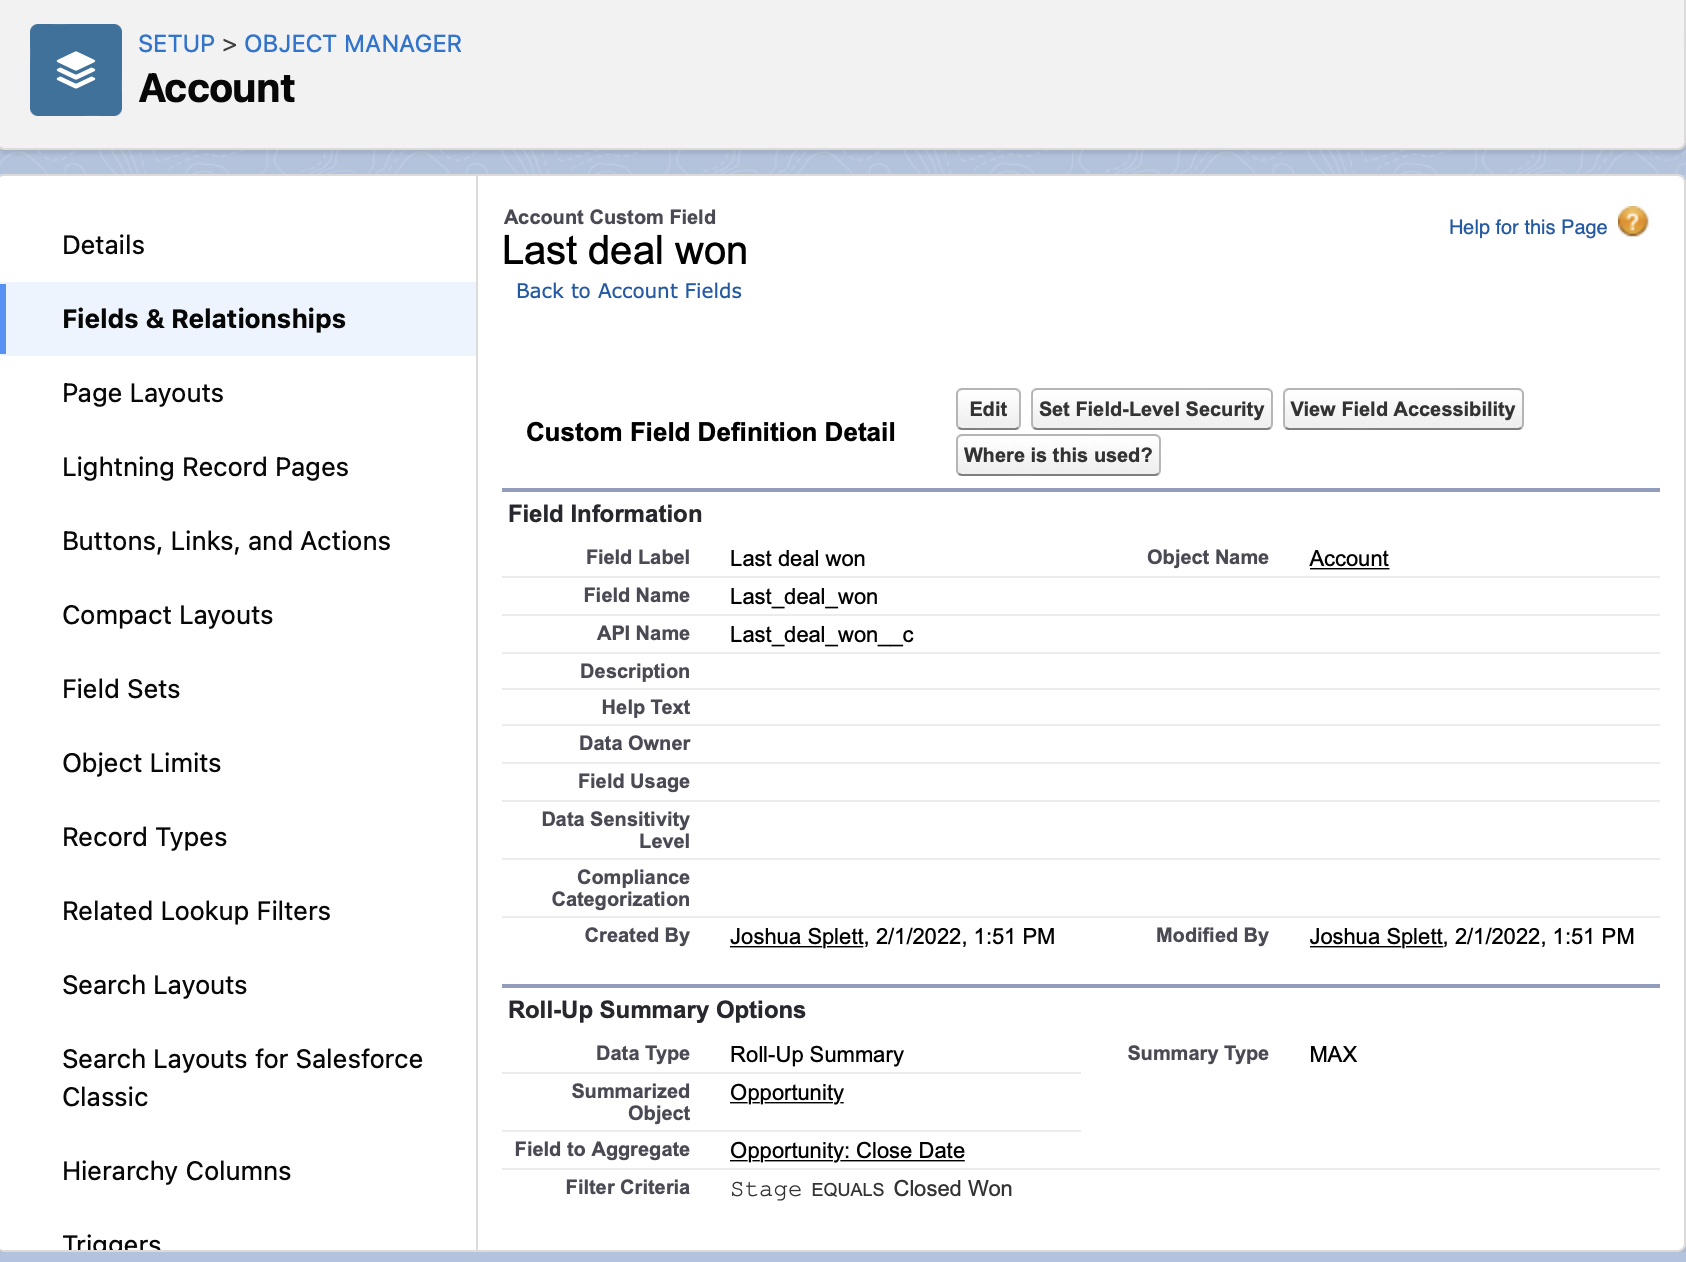 SETUP > OBJECT MANAGER
Account
Details
Fields & Relationships
Page Layouts
Lightning Record Pages
Buttons, Links, and Actions
Compact Layouts
Field Sets
Object Limits
Record Types
Related Lookup Filters
Search Layouts
Search Layouts for Salesforce
Classic
Hierarchy Columns
Triggers
Account Custom Field
Last deal won
Back to Account Fields
Help for this Page ?
Custom Field Definition Detail
Edit Set Field-Level Security View Field Accessibility
Where is this used?
Field Information
Field Label Last deal won Object Name Account
Field Name Last_deal_won
API Name Last_deal_won__c
Description
Help Text
Data Owner
Field Usage
Data Sensitivity
Level
Compliance
Categorization
Created By Joshua Splett, 2/1/2022, 1:51 PM Modified By Joshua Splett, 2/1/2022, 1:51 PM
Roll-Up Summary Options
Data Type Roll-Up Summary Summary Type MAX
Summarized
Object Opportunity
Field to Aggregate Opportunity: Close Date
Filter Criteria Stage EQUALS Closed Won